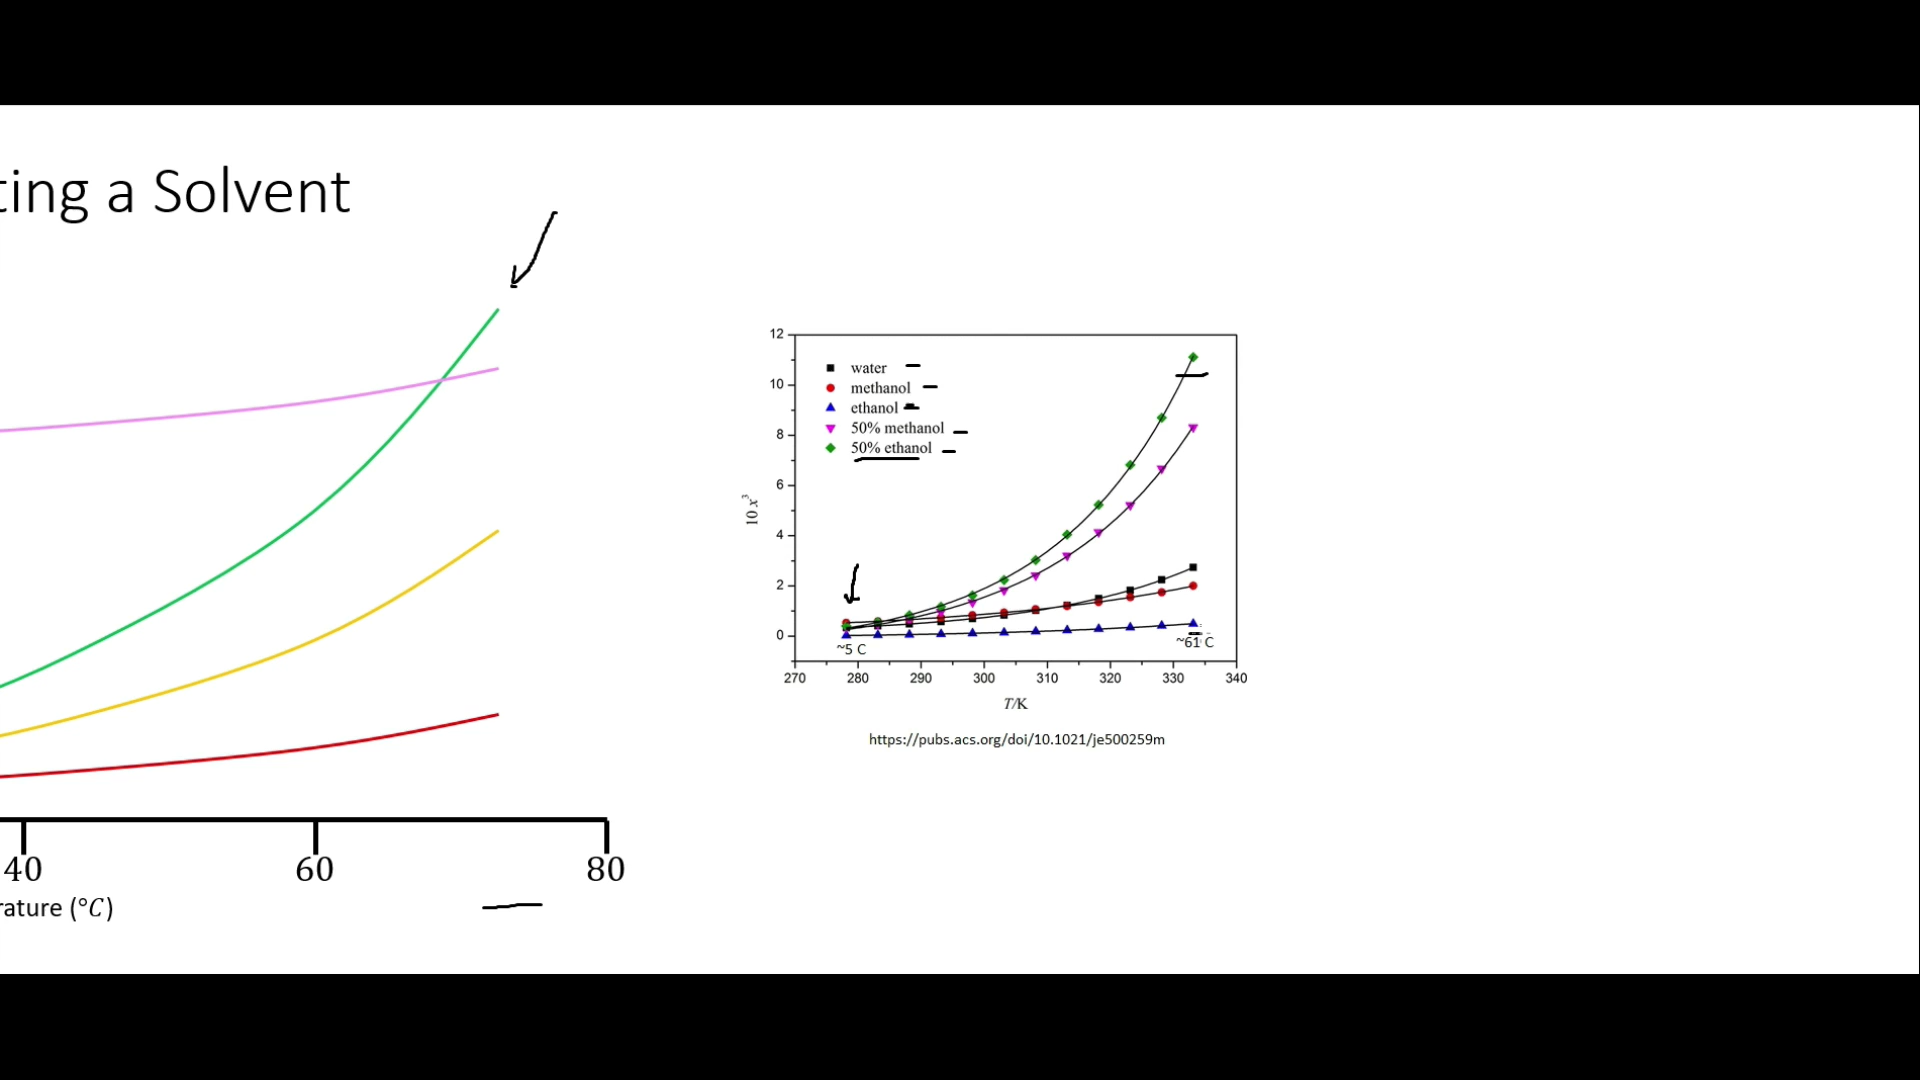 ting a Solvent
40 60 80
rature (°C)
12
10
8
6
4
2
0
10 x³
water
methanol
ethanol
50% methanol
50% ethanol
~5 C
~61 C
270 280 290 300 310 320 330 340
T/K
https://pubs.acs.org/doi/10.1021/je500259m